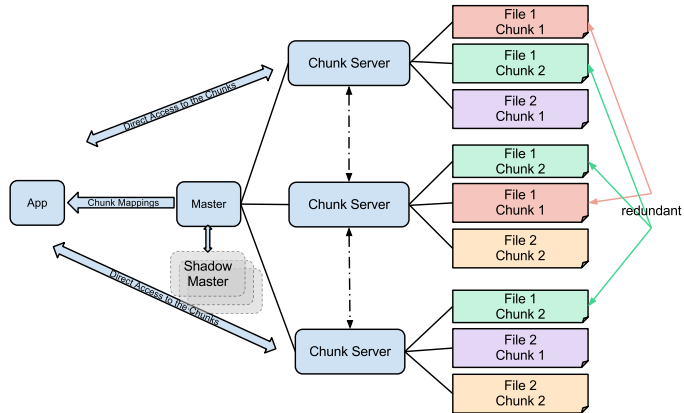 File 1
Chunk 1
Chunk Server
File 1
Chunk 2
Direct Access to the Chunks
File 2
Chunk 1
File 1
Chunk 2
App
Chunk Mappings
Master
Chunk Server
File 1
Chunk 1
redundant
File 2
Chunk 2
Shadow
Master
Direct Access to the Chunks
File 1
Chunk 2
Chunk Server
File 2
Chunk 1
File 2
Chunk 2